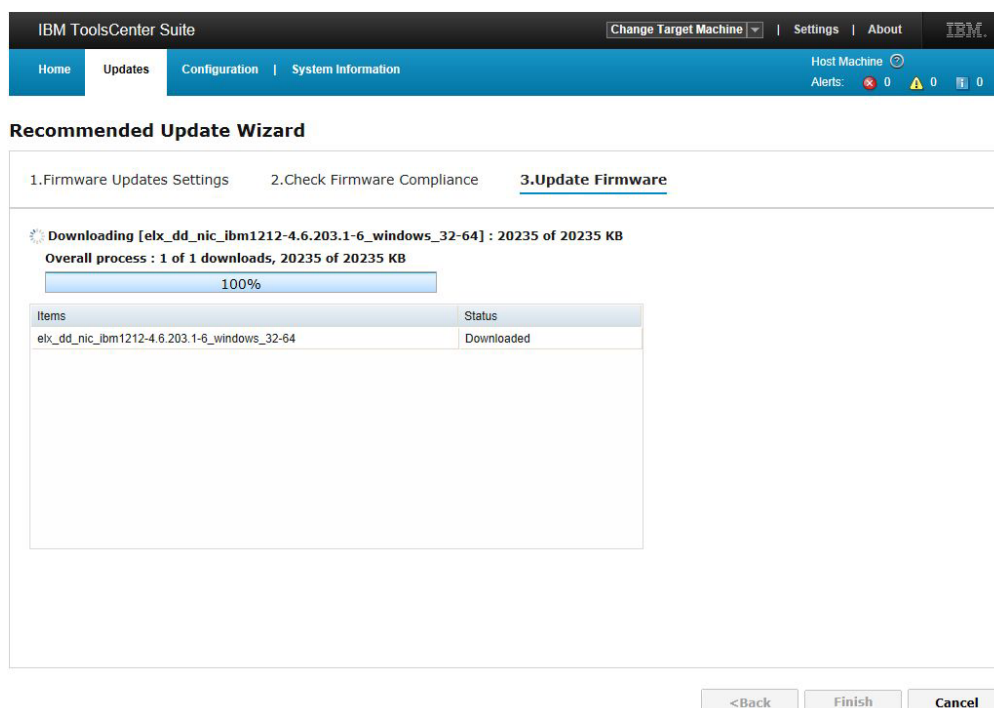 IBM ToolsCenter Suite
Change Target Machine | Settings | About IBM.
Home Updates Configuration | System Information
Host Machine ?
Alerts: 0 0 0
Recommended Update Wizard
1.Firmware Updates Settings 2.Check Firmware Compliance 3.Update Firmware
Downloading [elx_dd_nic_ibm1212-4.6.203.1-6_windows_32-64] : 20235 of 20235 KB
Overall process : 1 of 1 downloads, 20235 of 20235 KB
100%
Items Status
elx_dd_nic_ibm1212-4.6.203.1-6_windows_32-64 Downloaded
<Back Finish Cancel